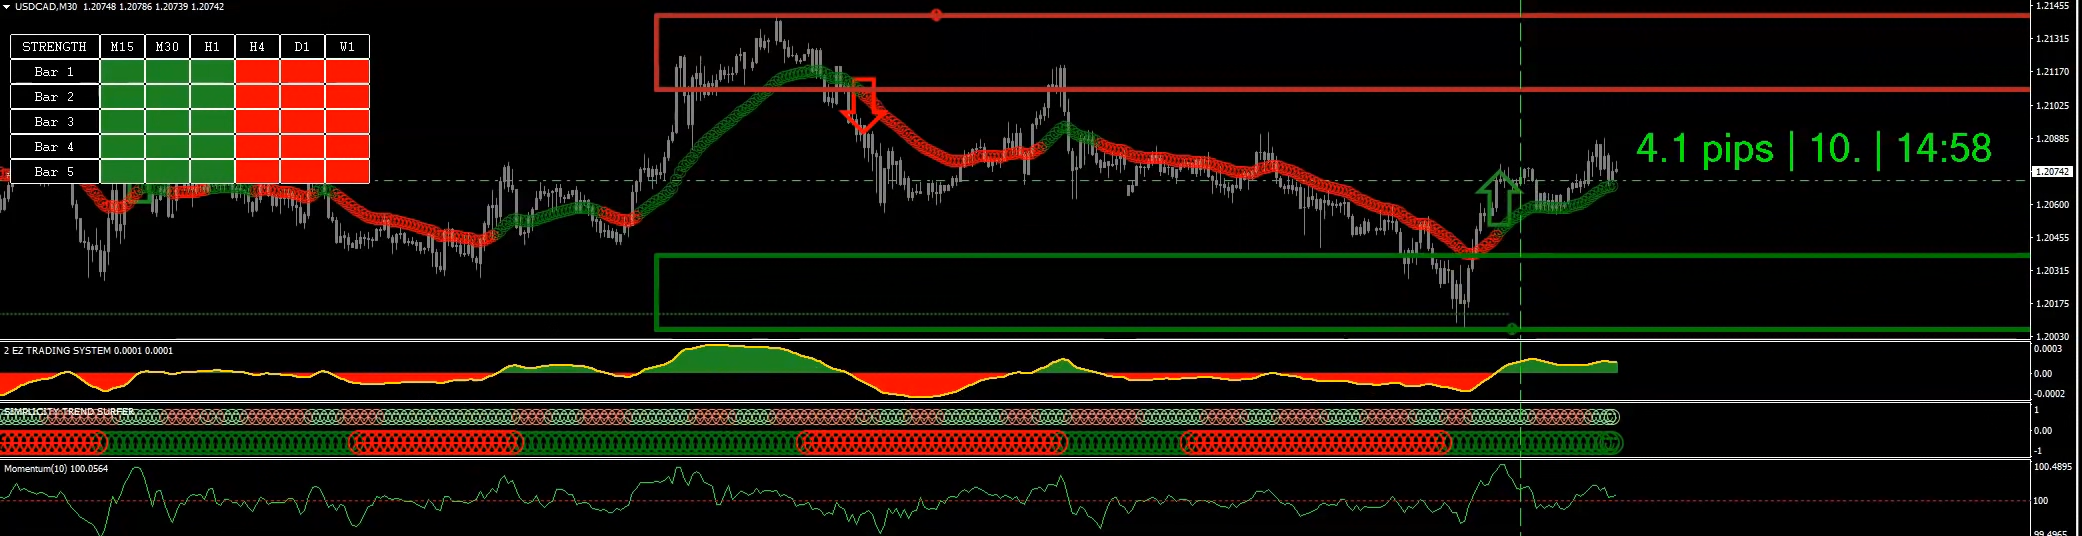 USDCAD,M30 1.20748 1.20786 1.20739 1.20742
STRENGTH M15 M30 H1 H4 D1 W1
Bar 1
Bar 2
Bar 3
Bar 4
Bar 5
4.1 pips | 10. | 14:58
1.21455
1.21315
1.21170
1.21025
1.20885
1.20742
1.20600
1.20455
1.20315
1.20175
1.20030
2 EZ TRADING SYSTEM 0.0001 0.0001
0.0003
0.00
-0.0002
SIMPLICITY TREND SURFER
1
0.00
-1
Momentum(10) 100.0564
100.4895
100
99.4965